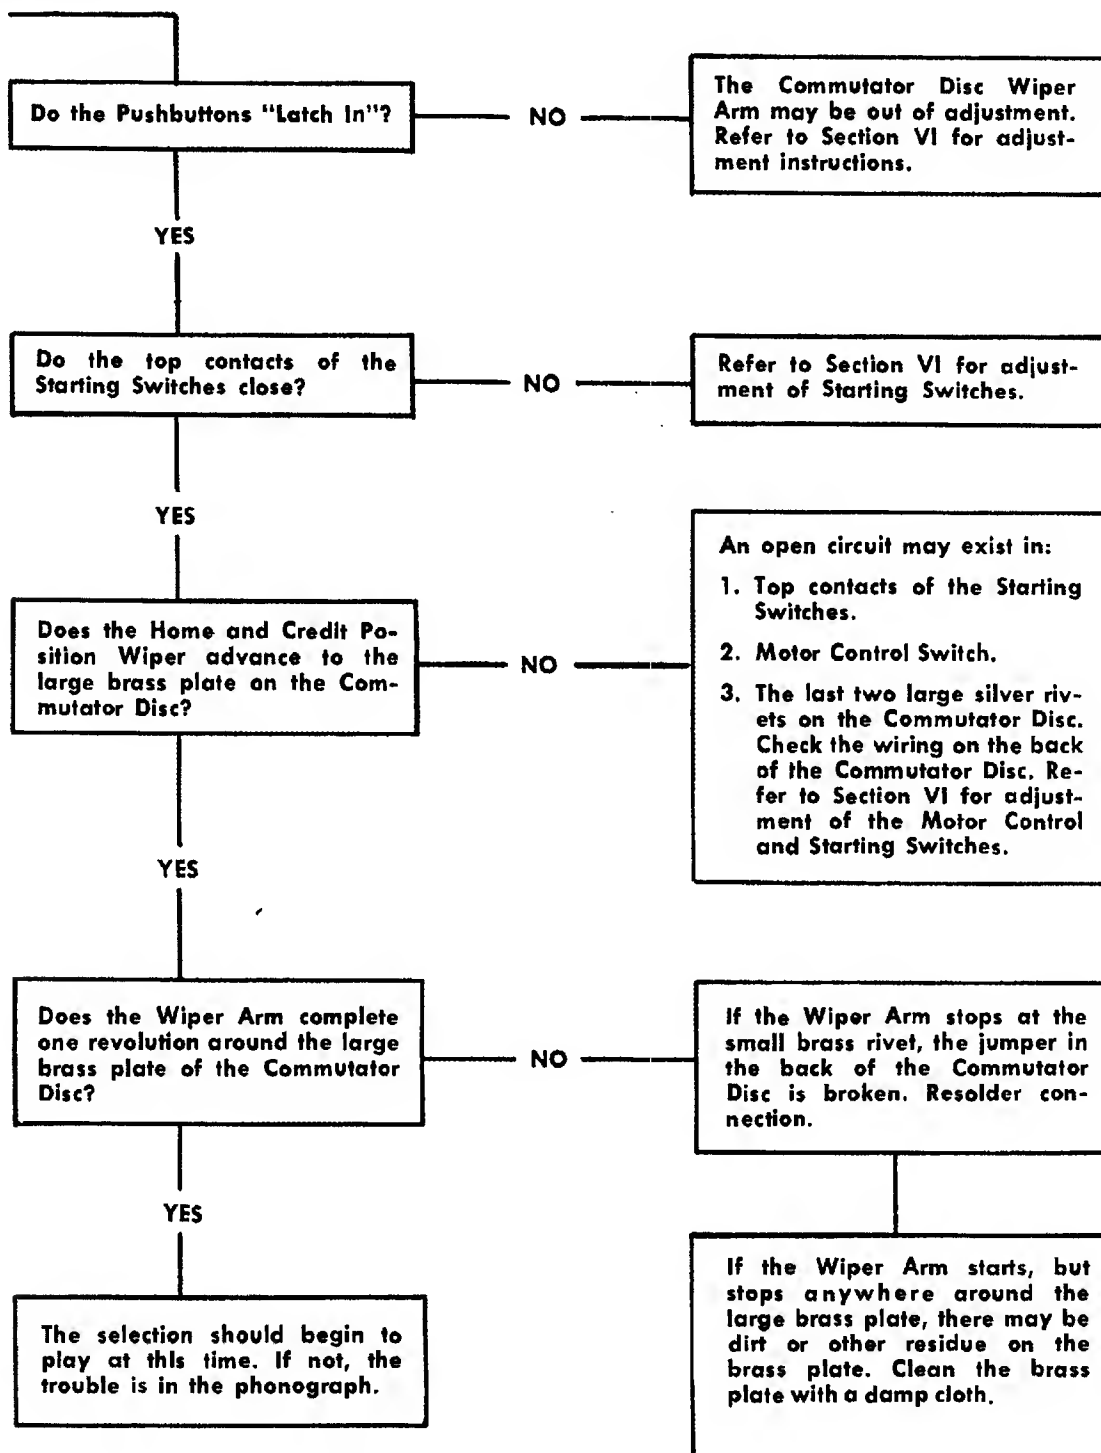 Do the Pushbuttons "Latch In"?
NO
The Commutator Disc Wiper
Arm may be out of adjustment.
Refer to Section VI for adjust-
ment instructions.
YES
Do the top contacts of the
Starting Switches close?
NO
Refer to Section VI for adjust-
ment of Starting Switches.
YES
Does the Home and Credit Po-
sition Wiper advance to the
large brass plate on the Com-
mutator Disc?
NO
An open circuit may exist in:
1. Top contacts of the Starting
Switches.
2. Motor Control Switch.
3. The last two large silver riv-
ets on the Commutator Disc.
Check the wiring on the back
of the Commutator Disc. Re-
fer to Section VI for adjust-
ment of the Motor Control
and Starting Switches.
YES
Does the Wiper Arm complete
one revolution around the large
brass plate of the Commutator
Disc?
NO
If the Wiper Arm stops at the
small brass rivet, the jumper in
the back of the Commutator
Disc is broken. Resolder con-
nection.
YES
The selection should begin to
play at this time. If not, the
trouble is in the phonograph.
If the Wiper Arm starts, but
stops anywhere around the
large brass plate, there may be
dirt or other residue on the
brass plate. Clean the brass
plate with a damp cloth.